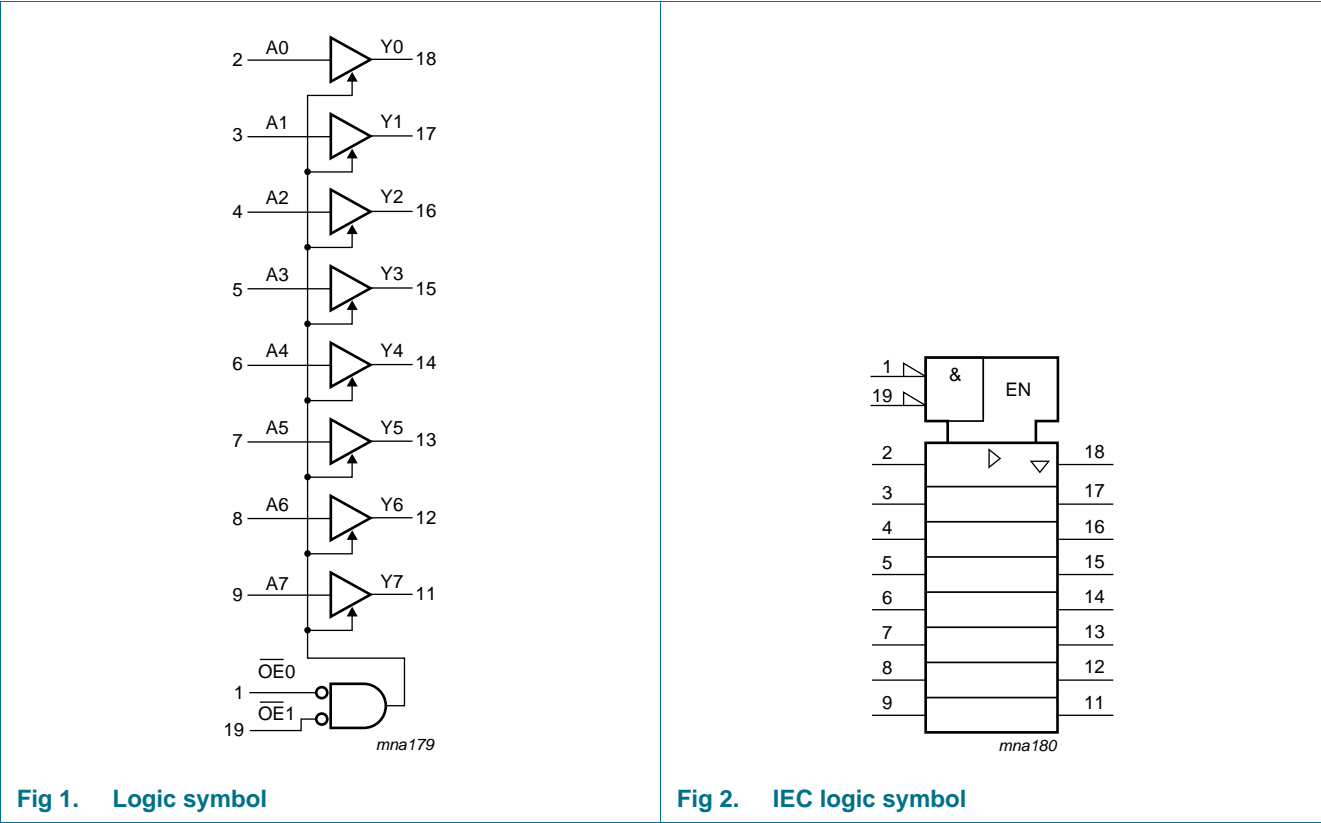 2 A0 Y0 18
3 A1 Y1 17
4 A2 Y2 16
5 A3 Y3 15
6 A4 Y4 14
7 A5 Y5 13
8 A6 Y6 12
9 A7 Y7 11
O̅E̅0
1
O̅E̅1
19
mna179
Fig 1. Logic symbol
1 & EN
19
2 18
3 17
4 16
5 15
6 14
7 13
8 12
9 11
mna180
Fig 2. IEC logic symbol